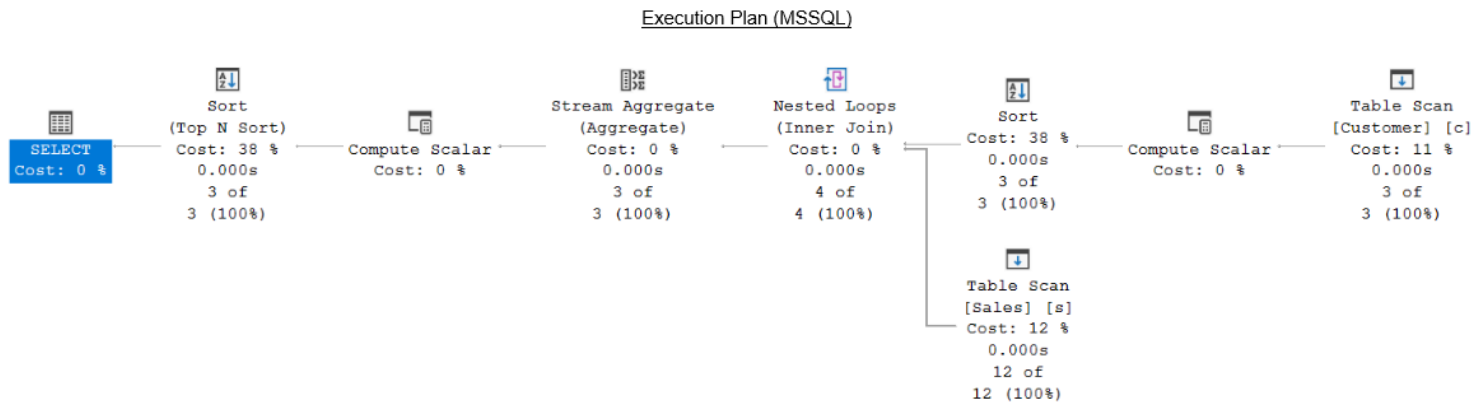 Execution Plan (MSSQL)
SELECT
Cost: 0 %
Sort
(Top N Sort)
Cost: 38 %
0.000s
3 of
3 (100%)
Compute Scalar
Cost: 0 %
Stream Aggregate
(Aggregate)
Cost: 0 %
0.000s
3 of
3 (100%)
Nested Loops
(Inner Join)
Cost: 0 %
0.000s
4 of
4 (100%)
Sort
Cost: 38 %
0.000s
3 of
3 (100%)
Compute Scalar
Cost: 0 %
Table Scan
[Customer] [c]
Cost: 11 %
0.000s
3 of
3 (100%)
Table Scan
[Sales] [s]
Cost: 12 %
0.000s
12 of
12 (100%)